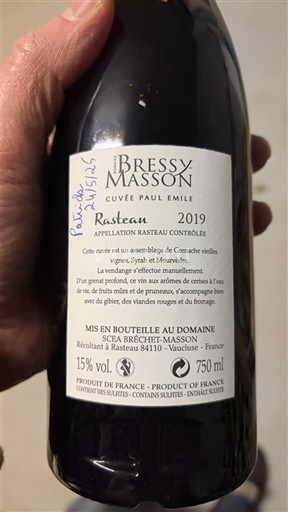 DOMAINE
BRESSY
MASSON
CUVÉE PAUL EMILE
Rasteau 2019
APPELLATION RASTEAU CONTRÔLÉE
Cette cuvée est un assemblage de Grenache vieilles
vignes, Syrah et Mourvèdre.
La vendange s'effectue manuellement.
D'un grenat profond, ce vin aux arômes de cerises à l'eau
de vie, de fruits mûrs et de pruneaux, s'accompagne bien
avec du gibier, des viandes rouges et du fromage.
MIS EN BOUTEILLE AU DOMAINE
SCEA BRÉCHET-MASSON
Récoltant à Rasteau 84110 - Vaucluse - France
15% vol. 750 ml
PRODUIT DE FRANCE - PRODUCT OF FRANCE
CONTIENT DES SULFITES - CONTAINS SULFITES - ENTHÄLT SULFITE
Patrick
24/5/25